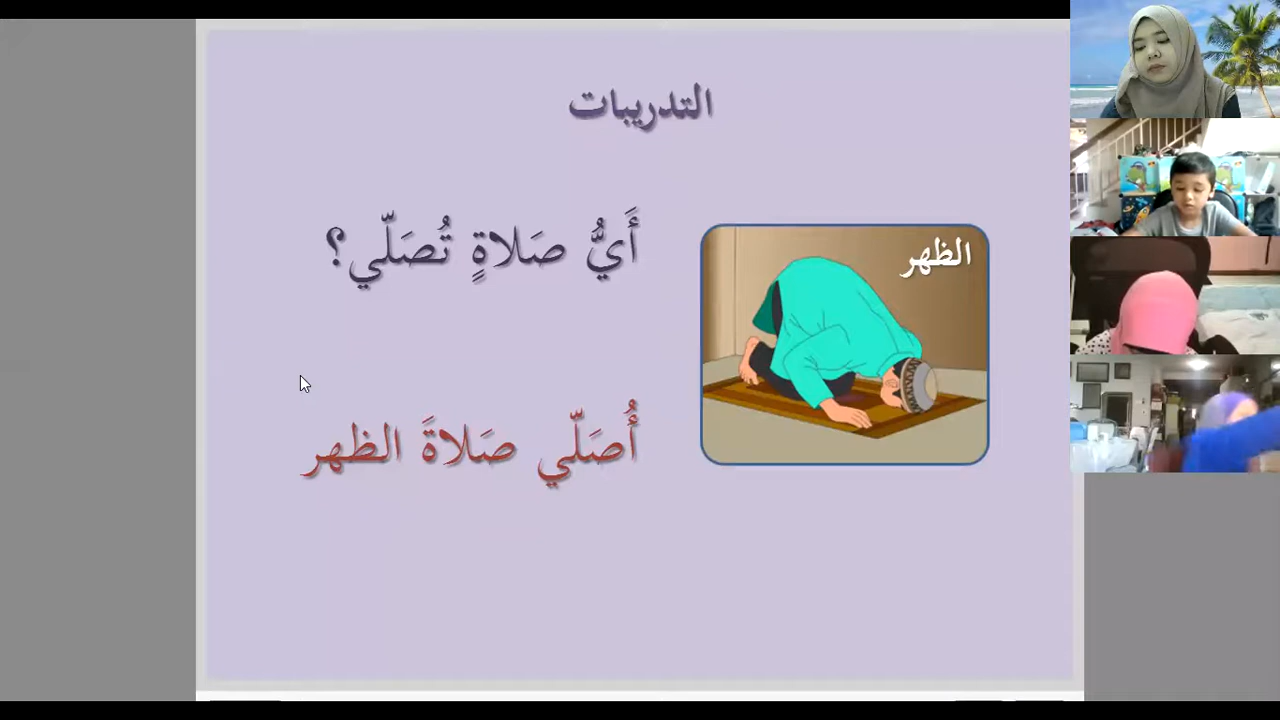 التدريبات
الظهر
أَيُّ صَلاةٍ تُصَلّي؟
أُصَلّي صَلاةَ الظهر